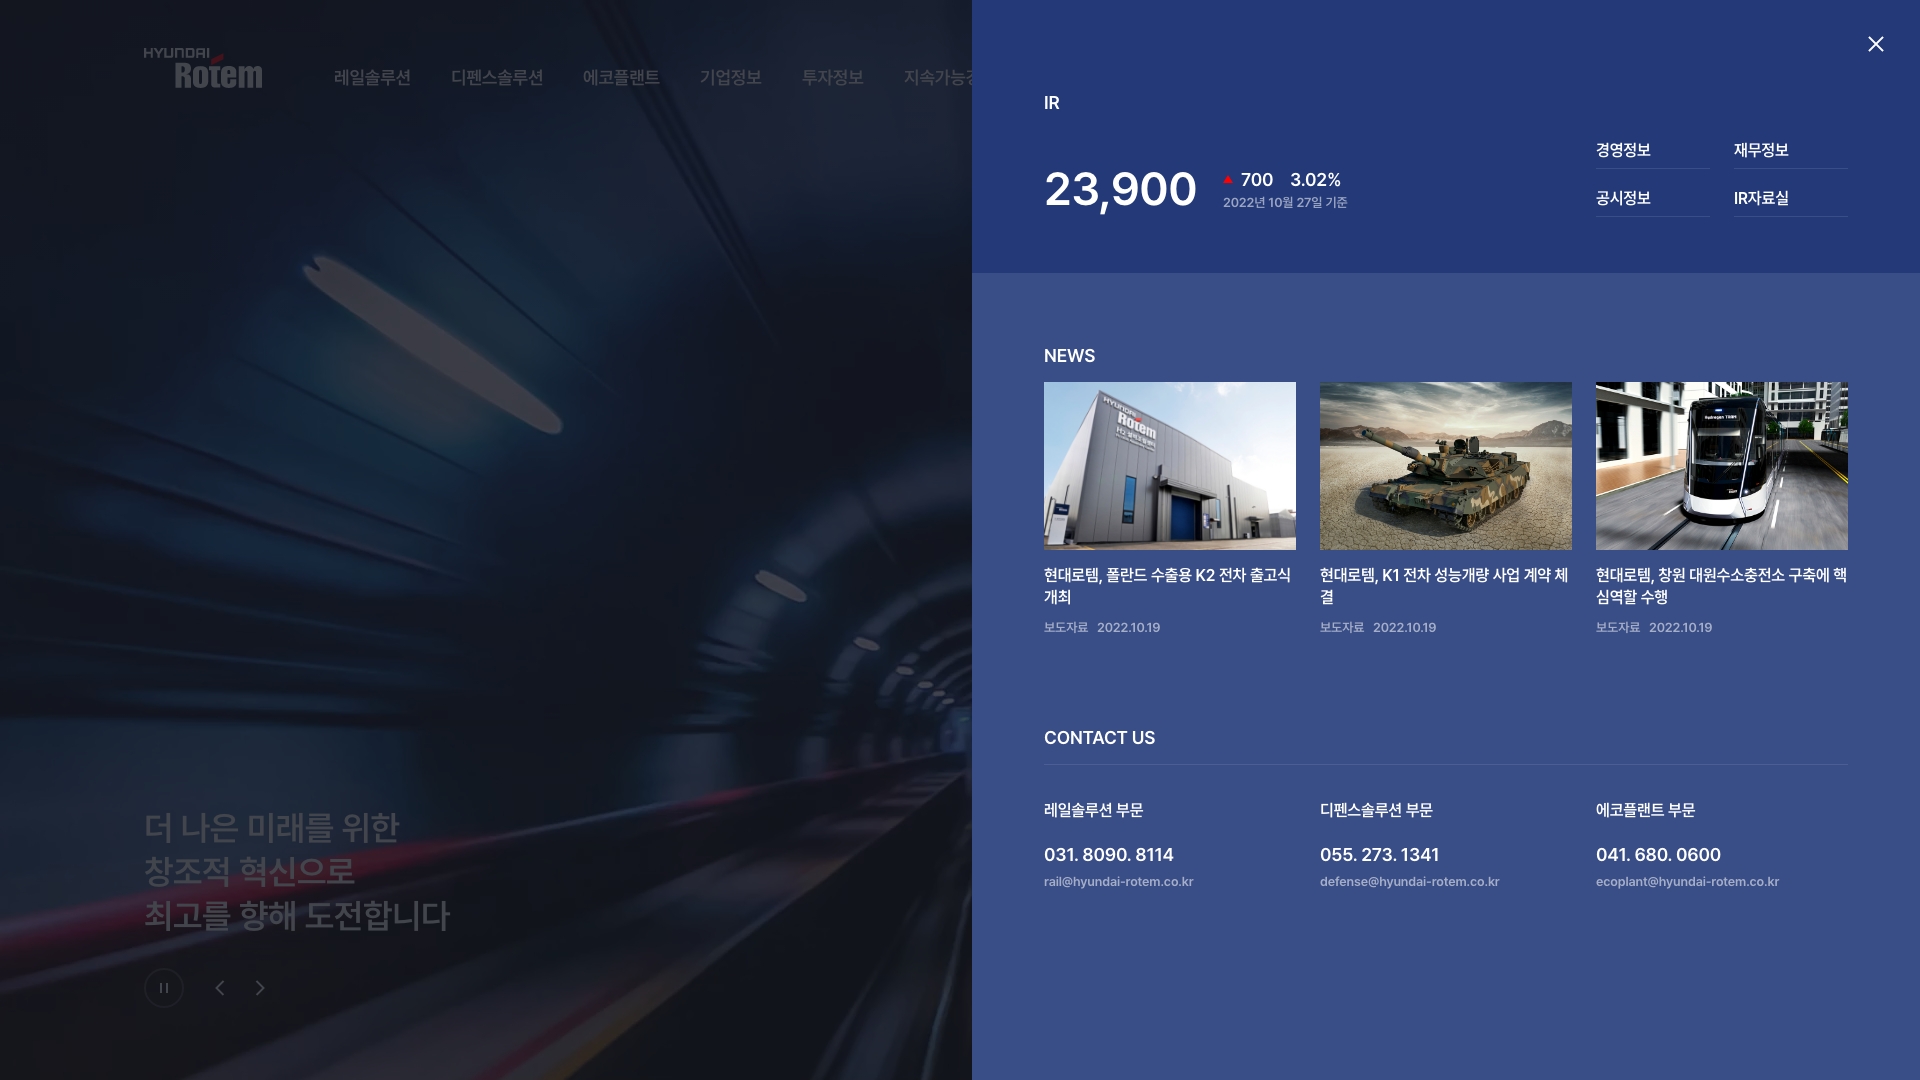 HYUNDAI
Rotem
레일솔루션 디펜스솔루션 에코플랜트 기업정보 투자정보 지속가능경
더 나은 미래를 위한
창조적 혁신으로
최고를 향해 도전합니다
IR
23,900
700 3.02%
2022년 10월 27일 기준
경영정보 재무정보
공시정보 IR자료실
NEWS
HYUNDAI
Rotem
Hydrogen TRAM
현대로템, 폴란드 수출용 K2 전차 출고식
개최
보도자료 2022.10.19
현대로템, K1 전차 성능개량 사업 계약 체
결
보도자료 2022.10.19
현대로템, 창원 대원수소충전소 구축에 핵
심역할 수행
보도자료 2022.10.19
CONTACT US
레일솔루션 부문
031. 8090. 8114
rail@hyundai-rotem.co.kr
디펜스솔루션 부문
055. 273. 1341
defense@hyundai-rotem.co.kr
에코플랜트 부문
041. 680. 0600
ecoplant@hyundai-rotem.co.kr